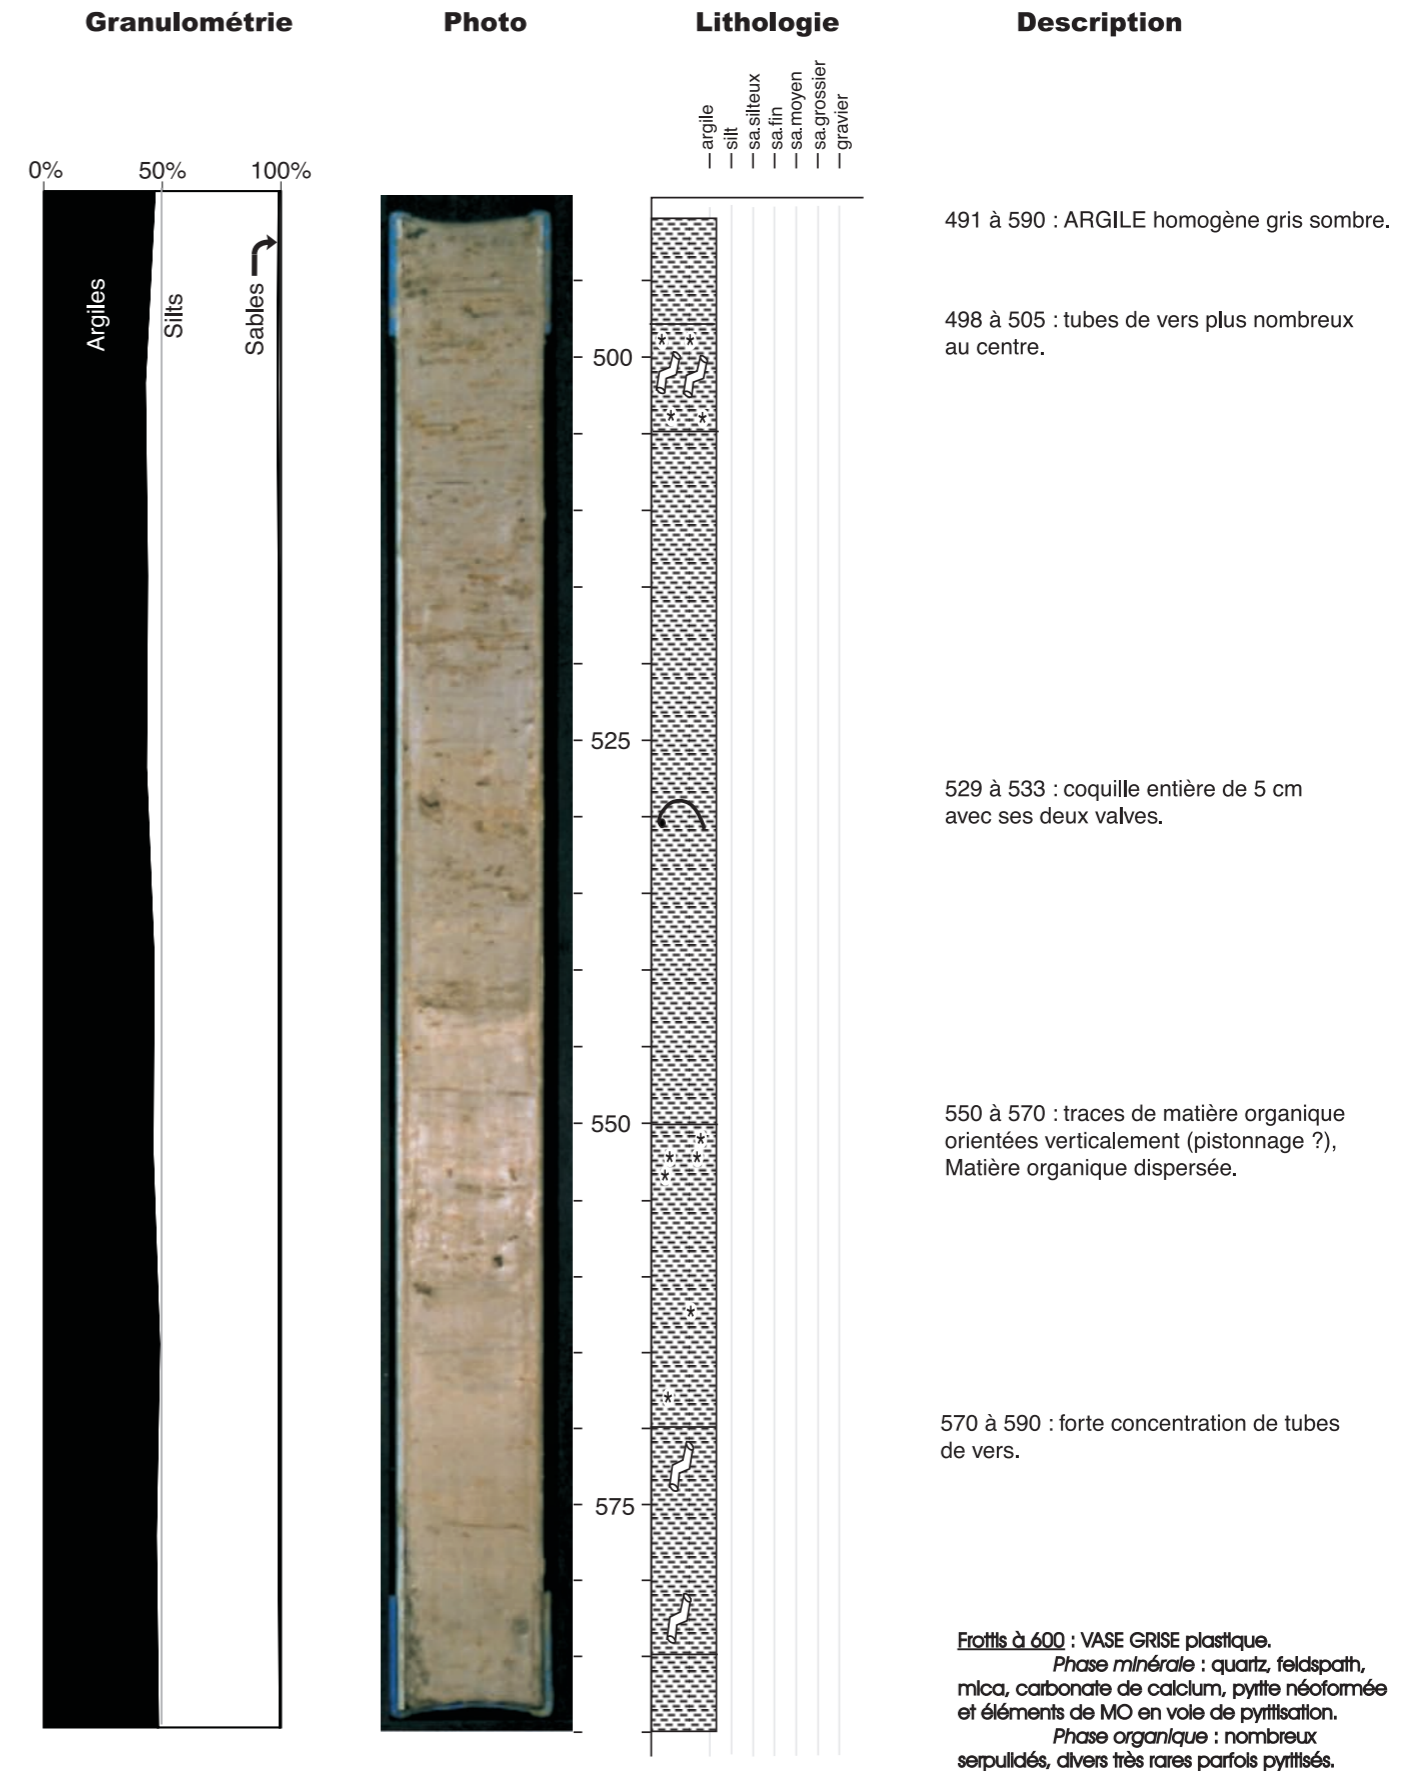 Granulométrie
Photo
Lithologie
Description
argile
silt
sa.silteux
sa.fin
sa.moyen
sa.grossier
gravier
0% 50% 100%
Argiles
Silts
Sables
500
525
550
575
491 à 590 : ARGILE homogène gris sombre.
498 à 505 : tubes de vers plus nombreux
au centre.
529 à 533 : coquille entière de 5 cm
avec ses deux valves.
550 à 570 : traces de matière organique
orientées verticalement (pistonnage ?),
Matière organique dispersée.
570 à 590 : forte concentration de tubes
de vers.
Frottis à 600 : VASE GRISE plastique.
Phase minérale : quartz, feldspath,
mica, carbonate de calcium, pyrite néoformée
et éléments de MO en voie de pyritisation.
Phase organique : nombreux
serpulidés, divers très rares parfois pyritisés.